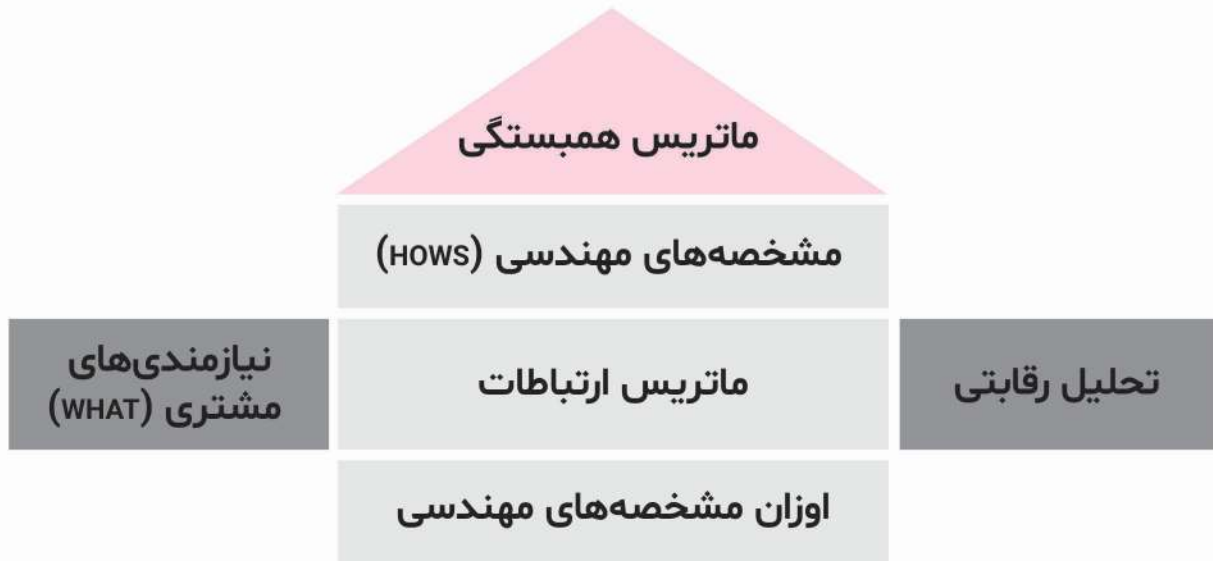 ماتریس همبستگی
مشخصه‌های مهندسی (HOWS)
تحلیل رقابتی
ماتریس ارتباطات
نیازمندی‌های
مشتری (WHAT)
اوزان مشخصه‌های مهندسی